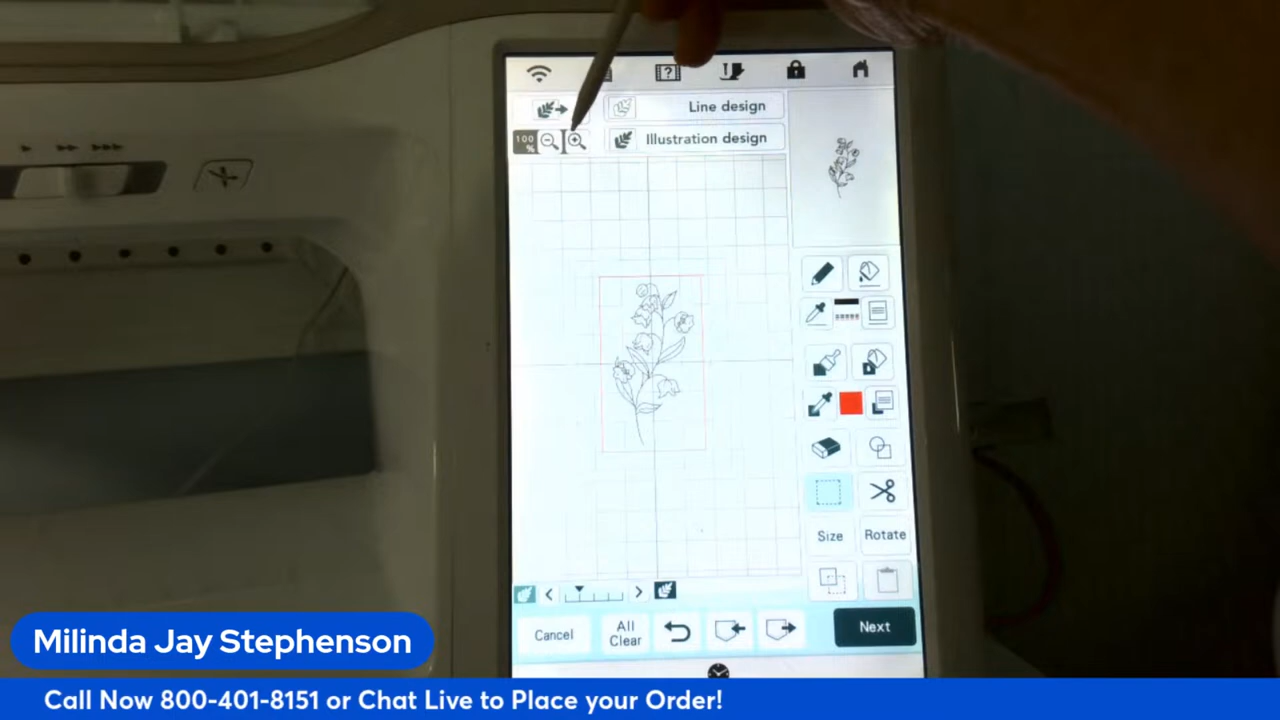 ?
Line design
100
%
Illustration design
Size
Rotate
Cancel
All
Clear
Next
Milinda Jay Stephenson
Call Now 800-401-8151 or Chat Live to Place your Order!